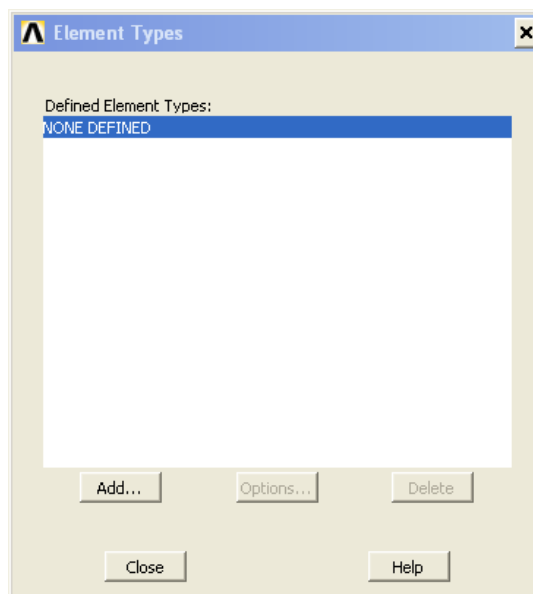 Element Types
Defined Element Types:
NONE DEFINED
Add... Options... Delete
Close Help